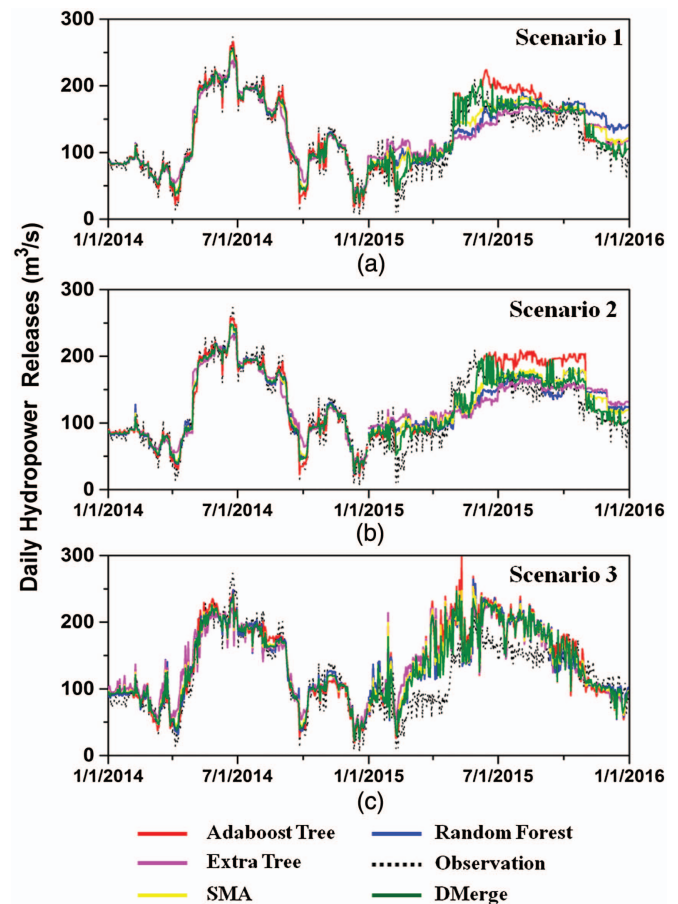 Daily Hydropower Releases (m³/s)
Scenario 1
300
200
100
0
1/1/2014 7/1/2014 1/1/2015 7/1/2015 1/1/2016
(a)
Scenario 2
300
200
100
0
1/1/2014 7/1/2014 1/1/2015 7/1/2015 1/1/2016
(b)
Scenario 3
300
200
100
0
1/1/2014 7/1/2014 1/1/2015 7/1/2015 1/1/2016
(c)
Adaboost Tree Random Forest
Extra Tree Observation
SMA DMerge